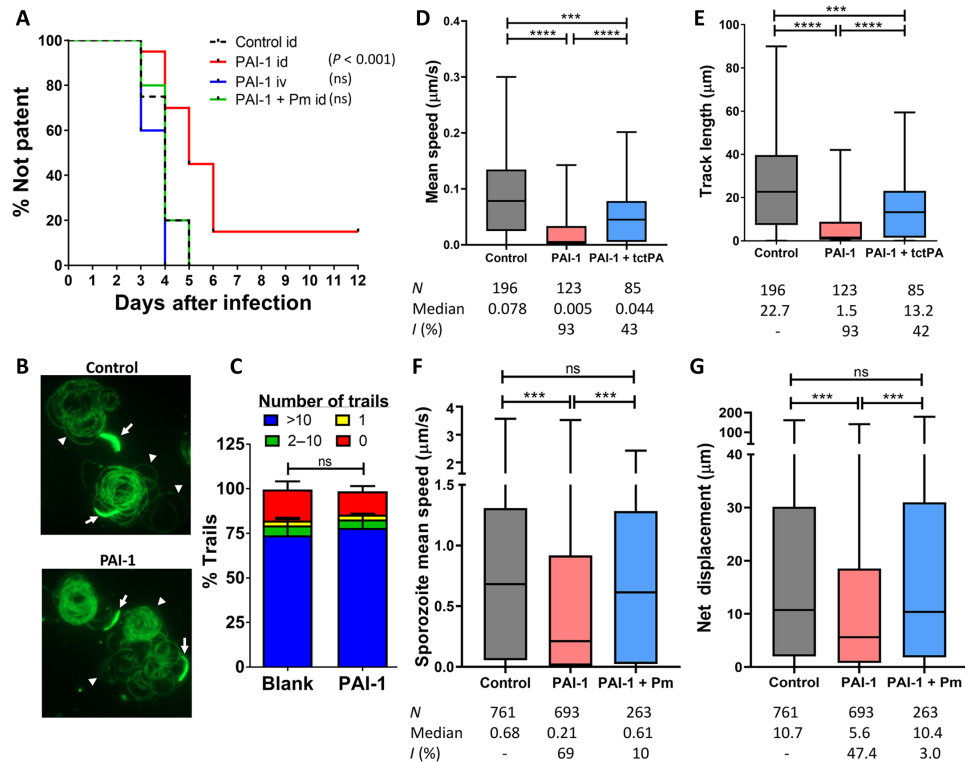 A
% Not patent
100
80
60
40
20
0
0 1 2 3 4 5 6 7 8 9 10 11 12
Days after infection
Control id
PAI-1 id (P < 0.001)
PAI-1 iv (ns)
PAI-1 + Pm id (ns)
B
Control
PAI-1
C
Number of trails
>10 1
2–10 0
% Trails
125
100
75
50
25
0
ns
Blank PAI-1
D
Mean speed (μm/s)
0.4
0.3
0.2
0.1
0.0
***
**** ****
Control PAI-1 PAI-1 + tctPA
N 196 123 85
Median 0.078 0.005 0.044
I (%) 93 43
E
Track length (μm)
100
80
60
40
20
0
***
**** ****
Control PAI-1 PAI-1 + tctPA
196 123 85
22.7 1.5 13.2
- 93 42
F
Sporozoite mean speed (μm/s)
4
3
2
1.5
1.0
0.5
0.0
ns
*** ***
Control PAI-1 PAI-1 + Pm
N 761 693 263
Median 0.68 0.21 0.61
I (%) - 69 10
G
Net displacement (μm)
200
100
40
30
20
10
0
ns
*** ***
Control PAI-1 PAI-1 + Pm
761 693 263
10.7 5.6 10.4
- 47.4 3.0